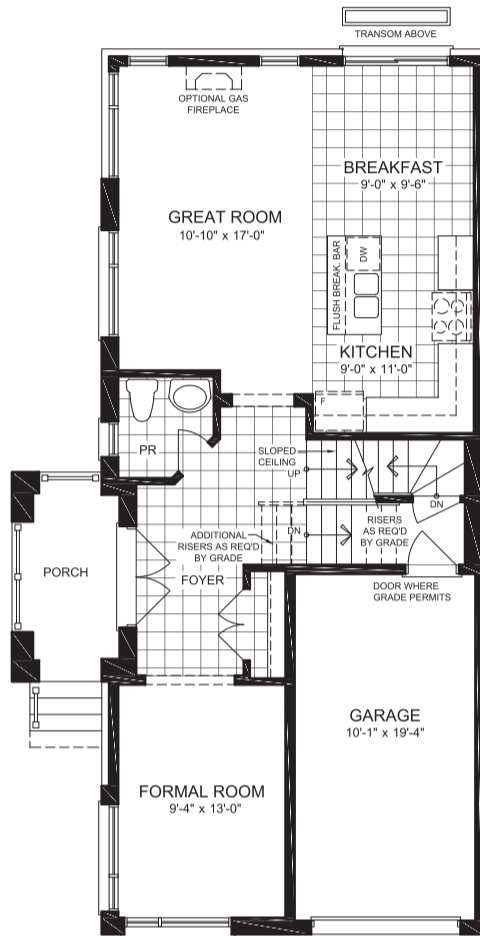 TRANSOM ABOVE
OPTIONAL GAS
FIREPLACE
BREAKFAST
9'-0" x 9'-6"
GREAT ROOM
10'-10" x 17'-0"
FLUSH BREAK. BAR
DW
KITCHEN
9'-0" x 11'-0"
F
PR
SLOPED
CEILING
UP
DN
RISERS
AS REQ'D
BY GRADE
DN
ADDITIONAL
RISERS AS REQ'D
BY GRADE
PORCH
FOYER
DOOR WHERE
GRADE PERMITS
GARAGE
10'-1" x 19'-4"
FORMAL ROOM
9'-4" x 13'-0"